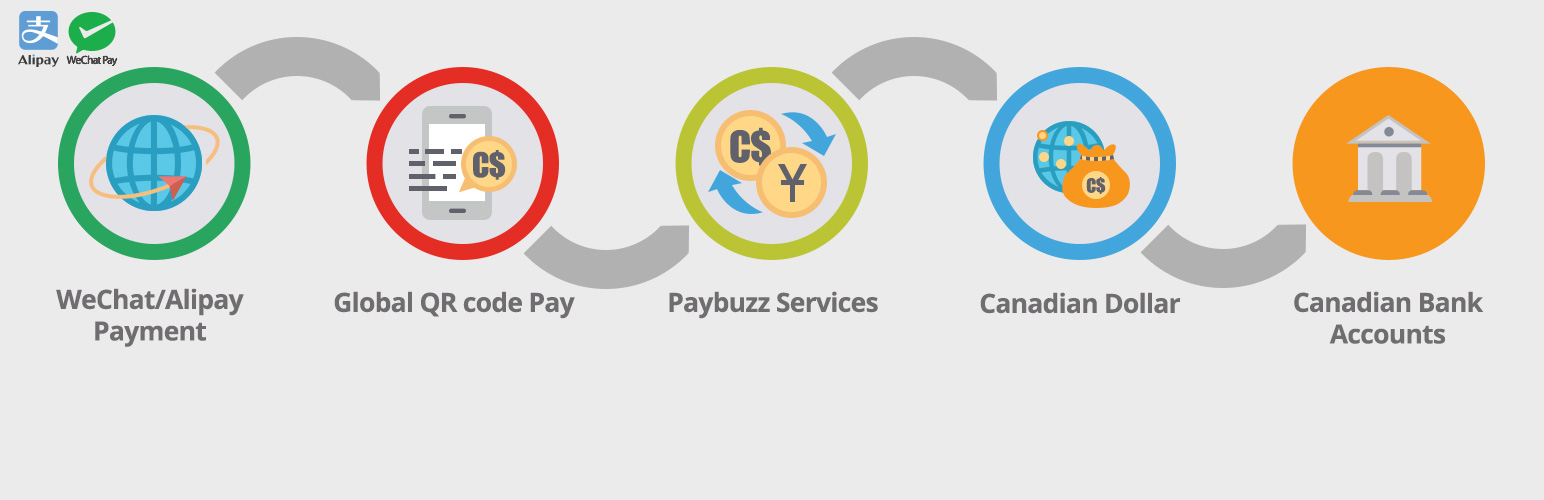 支
Alipay
WeChat Pay
C$
C$
¥
C$
WeChat/Alipay
Payment
Global QR code Pay
Paybuzz Services
Canadian Dollar
Canadian Bank
Accounts